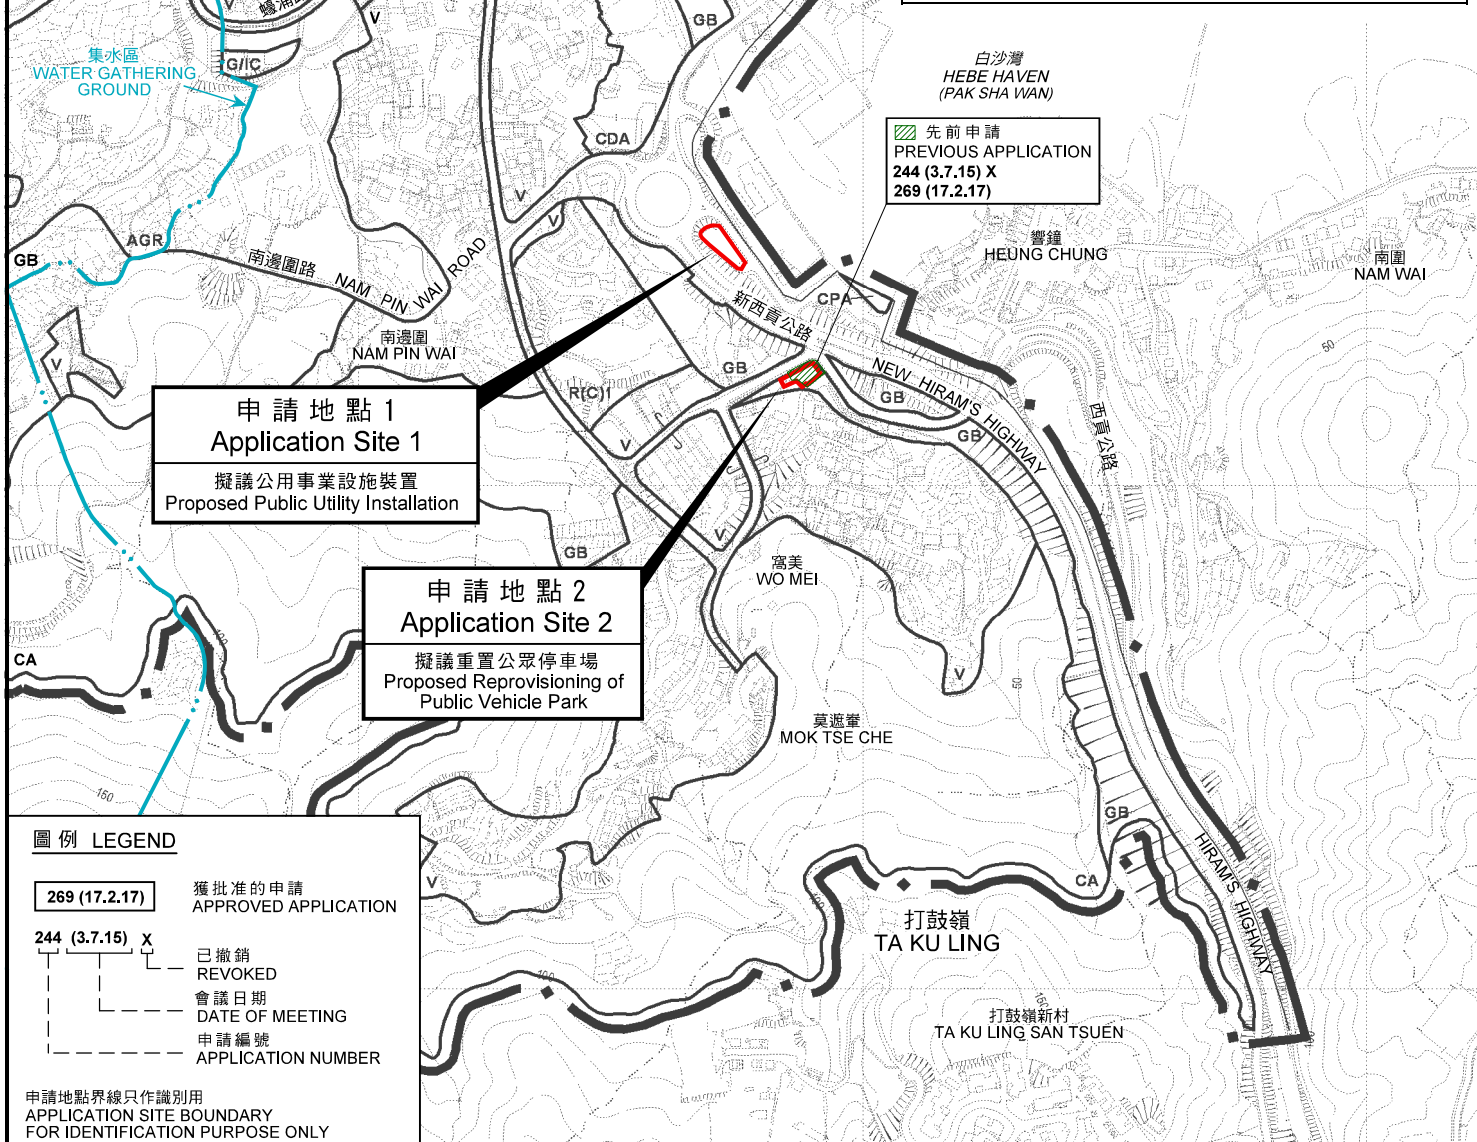 蠔涌路
V
V
GB
集水區
WATER GATHERING
GROUND
G/IC
CDA
白沙灣
HEBE HAVEN
(PAK SHA WAN)
先前申請
PREVIOUS APPLICATION
244 (3.7.15) X
269 (17.2.17)
V
V
AGR
GB
南邊圍路 NAM PIN WAI ROAD
響鐘
HEUNG CHUNG
南圍
NAM WAI
CPA
新西貢公路
NEW HIRAM'S HIGHWAY
南邊圍
NAM PIN WAI
V
50
GB
R(C)1
GB
GB
西貢公路
申請地點 1
Application Site 1
擬議公用事業設施裝置
Proposed Public Utility Installation
V
V
GB
窩美
WO MEI
申請地點 2
Application Site 2
擬議重置公眾停車場
Proposed Reprovisioning of
Public Vehicle Park
100
CA
V
50
莫遮輋
MOK TSE CHE
150
GB
HIRAM'S HIGHWAY
CA
V
100
打鼓嶺
TA KU LING
100
150
打鼓嶺新村
TA KU LING SAN TSUEN
圖例 LEGEND
269 (17.2.17)
獲批准的申請
APPROVED APPLICATION
244 (3.7.15) X
已撤銷
REVOKED
會議日期
DATE OF MEETING
申請編號
APPLICATION NUMBER
申請地點界線只作識別用
APPLICATION SITE BOUNDARY
FOR IDENTIFICATION PURPOSE ONLY